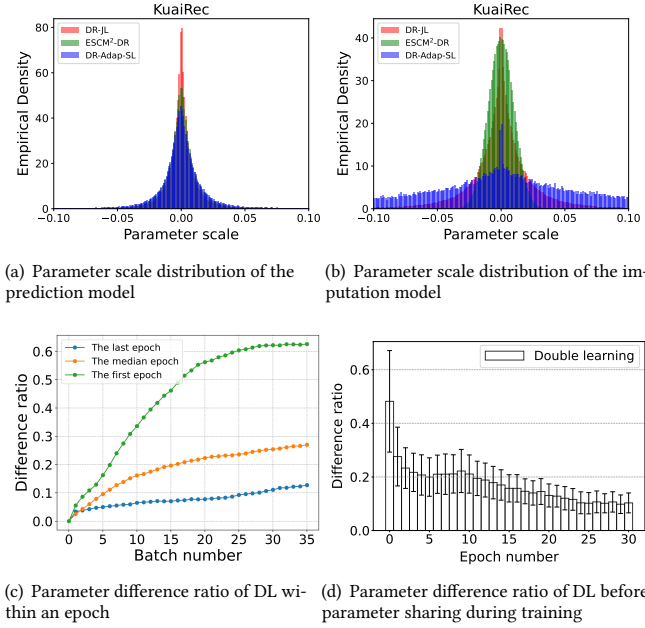 KuaiRec
Empirical Density
80
60
40
20
0
DR-JL
ESCM²-DR
DR-Adap-SL
−0.10
−0.05
0.00
0.05
0.10
Parameter scale
(a) Parameter scale distribution of the
prediction model
KuaiRec
Empirical Density
40
30
20
10
0
DR-JL
ESCM²-DR
DR-Adap-SL
−0.10
−0.05
0.00
0.05
0.10
Parameter scale
(b) Parameter scale distribution of the im-
putation model
Difference ratio
0.6
0.5
0.4
0.3
0.2
0.1
0.0
The last epoch
The median epoch
The first epoch
0
5
10
15
20
25
30
35
Batch number
(c) Parameter difference ratio of DL wi-
thin an epoch
Difference ratio
0.6
0.4
0.2
0.0
Double learning
0
5
10
15
20
25
30
Epoch number
(d) Parameter difference ratio of DL before
parameter sharing during training